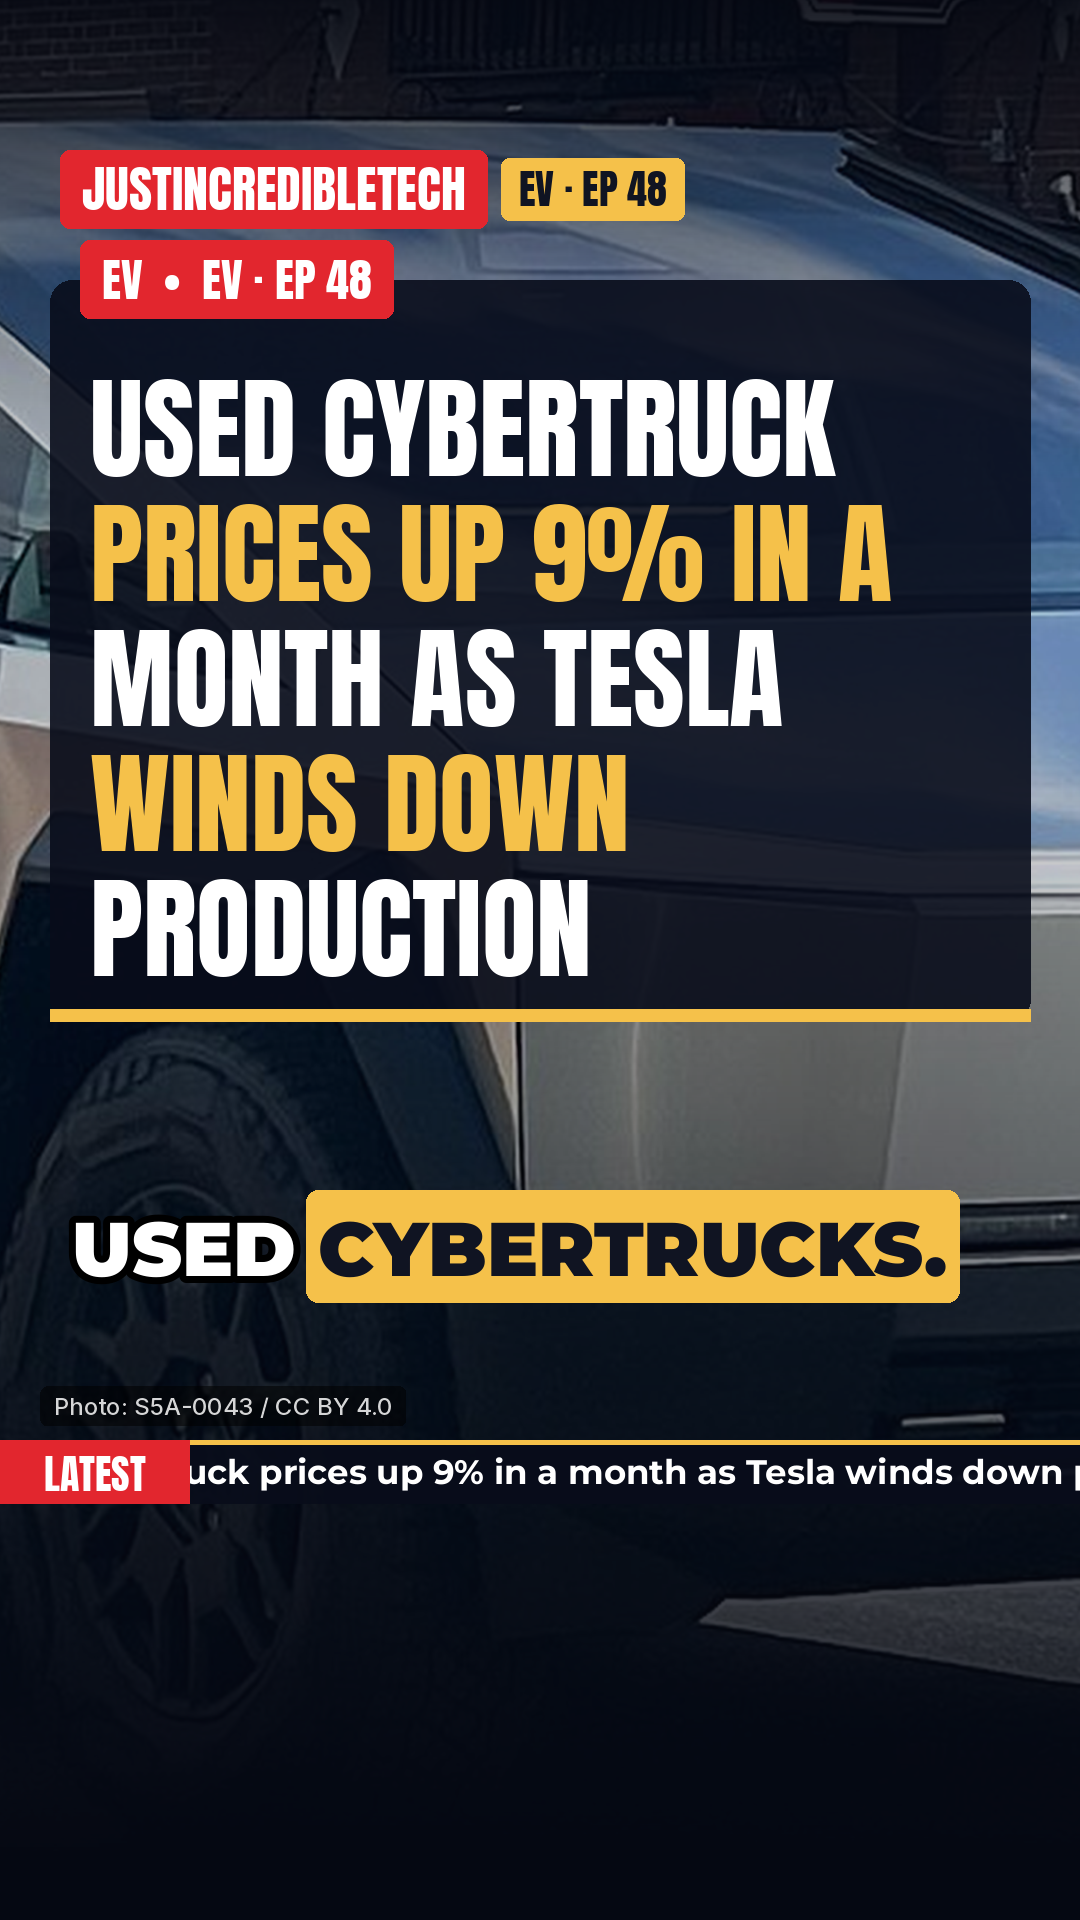 JUSTINCREDIBLETECH
EV · EP 48
EV • EV · EP 48
USED CYBERTRUCK
PRICES UP 9% IN A
MONTH AS TESLA
WINDS DOWN
PRODUCTION
USED CYBERTRUCKS.
Photo: S5A-0043 / CC BY 4.0
LATEST
uck prices up 9% in a month as Tesla winds down